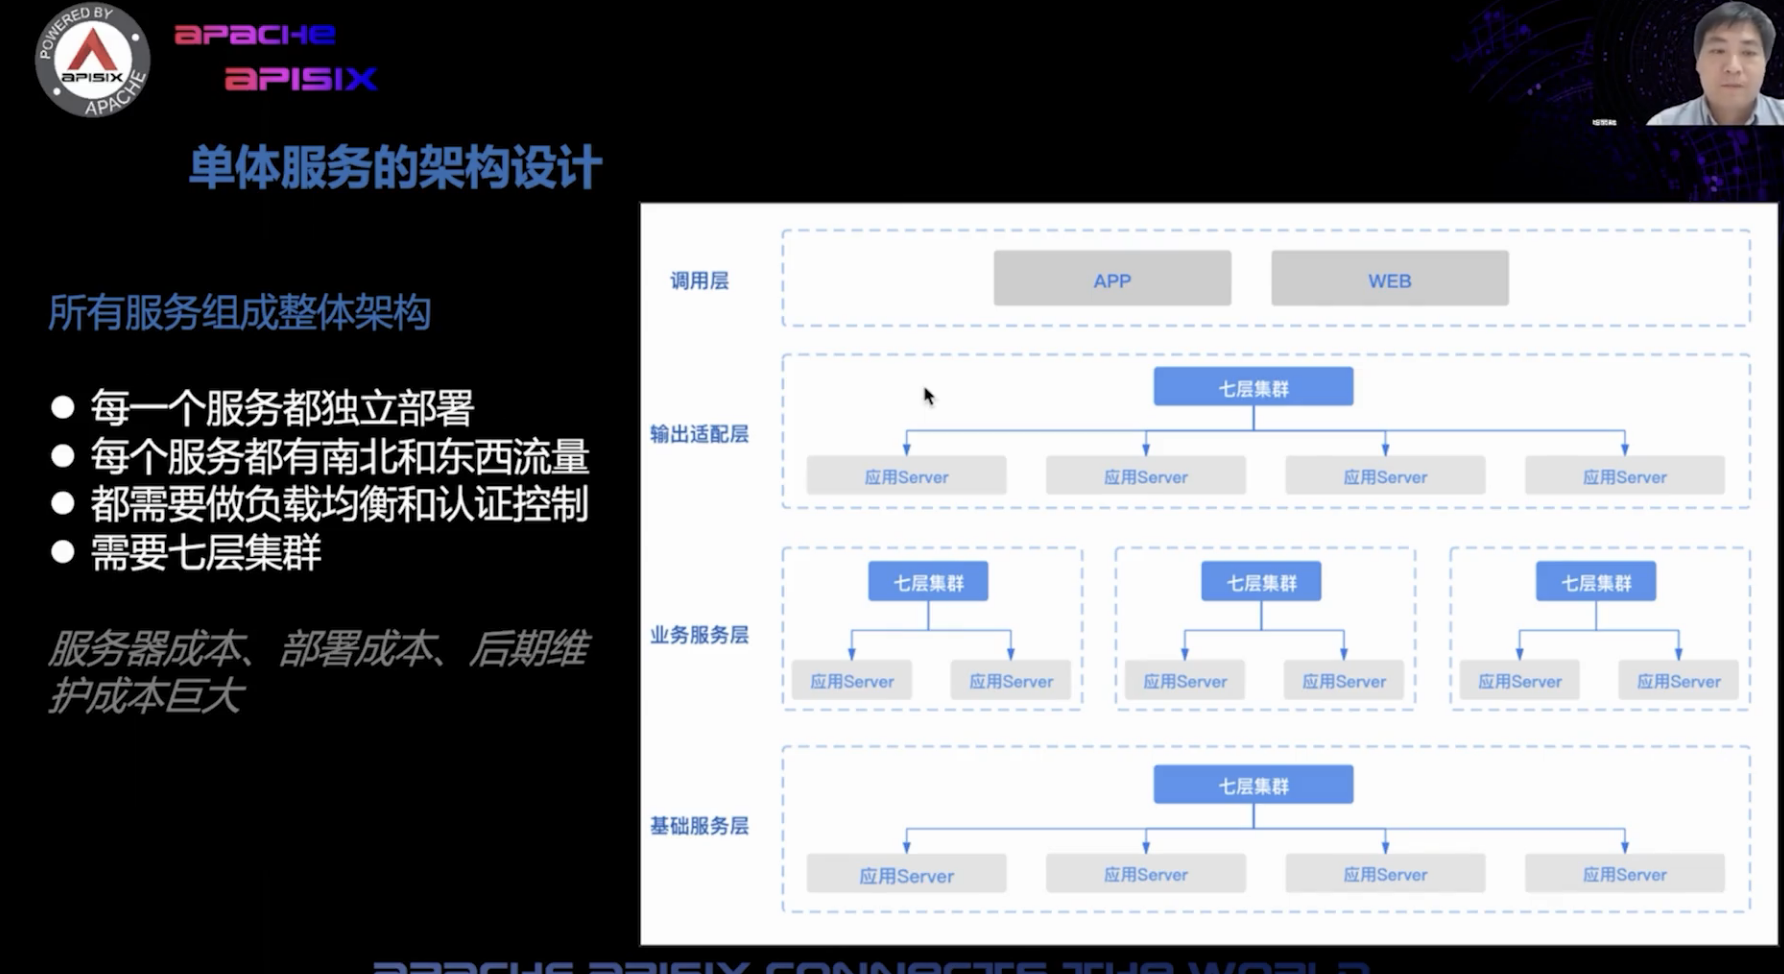 POWERED BY
APISIX
APACHE
APACHE
APISIX
单体服务的架构设计
所有服务组成整体架构
每一个服务都独立部署
每个服务都有南北和东西流量
都需要做负载均衡和认证控制
需要七层集群
服务器成本、部署成本、后期维
护成本巨大
调用层
APP
WEB
输出适配层
七层集群
应用Server
应用Server
应用Server
应用Server
业务服务层
七层集群
七层集群
七层集群
应用Server
应用Server
应用Server
应用Server
应用Server
应用Server
基础服务层
七层集群
应用Server
应用Server
应用Server
应用Server
APACHE APISIX CONNECTS THE WORLD